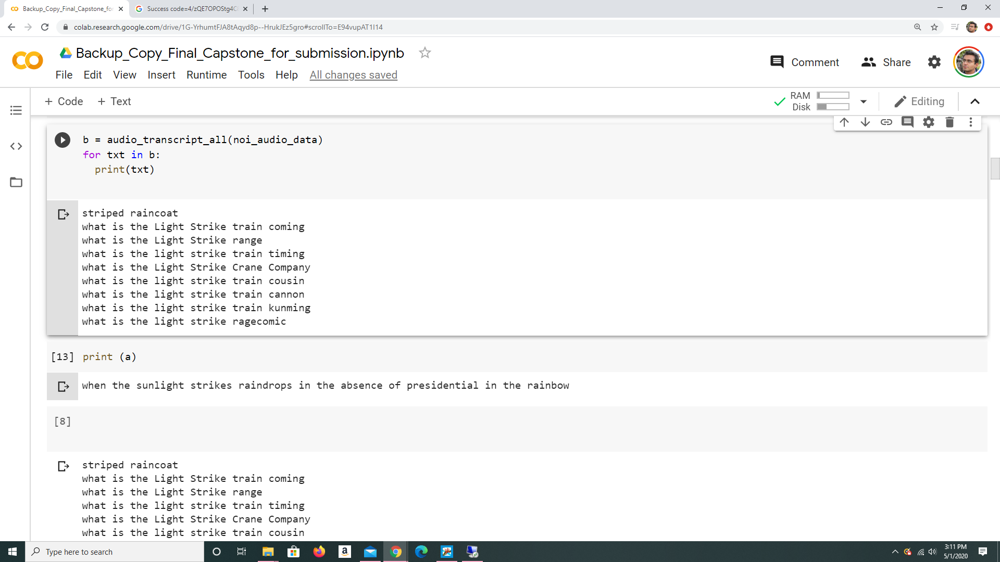 Backup_Copy_Final_Capstone_for
Success code=4/zQE7OPOStg4C
colab.research.google.com/drive/1G-YrhumtFJA8tAqyd8p--HrukJEz5gro#scrollTo=E94vupAT1I14
Backup_Copy_Final_Capstone_for_submission.ipynb
Comment
Share
File Edit View Insert Runtime Tools Help All changes saved
+ Code + Text
RAM
Disk
Editing
b = audio_transcript_all(noi_audio_data)
for txt in b:
print(txt)
striped raincoat
what is the Light Strike train coming
what is the Light Strike range
what is the light strike train timing
what is the Light Strike Crane Company
what is the light strike train cousin
what is the light strike train cannon
what is the light strike train kunming
what is the light strike ragecomic
[13] print (a)
when the sunlight strikes raindrops in the absence of presidential in the rainbow
[8]
striped raincoat
what is the Light Strike train coming
what is the Light Strike range
what is the light strike train timing
what is the Light Strike Crane Company
what is the light strike train cousin
Type here to search
3:11 PM
5/1/2020